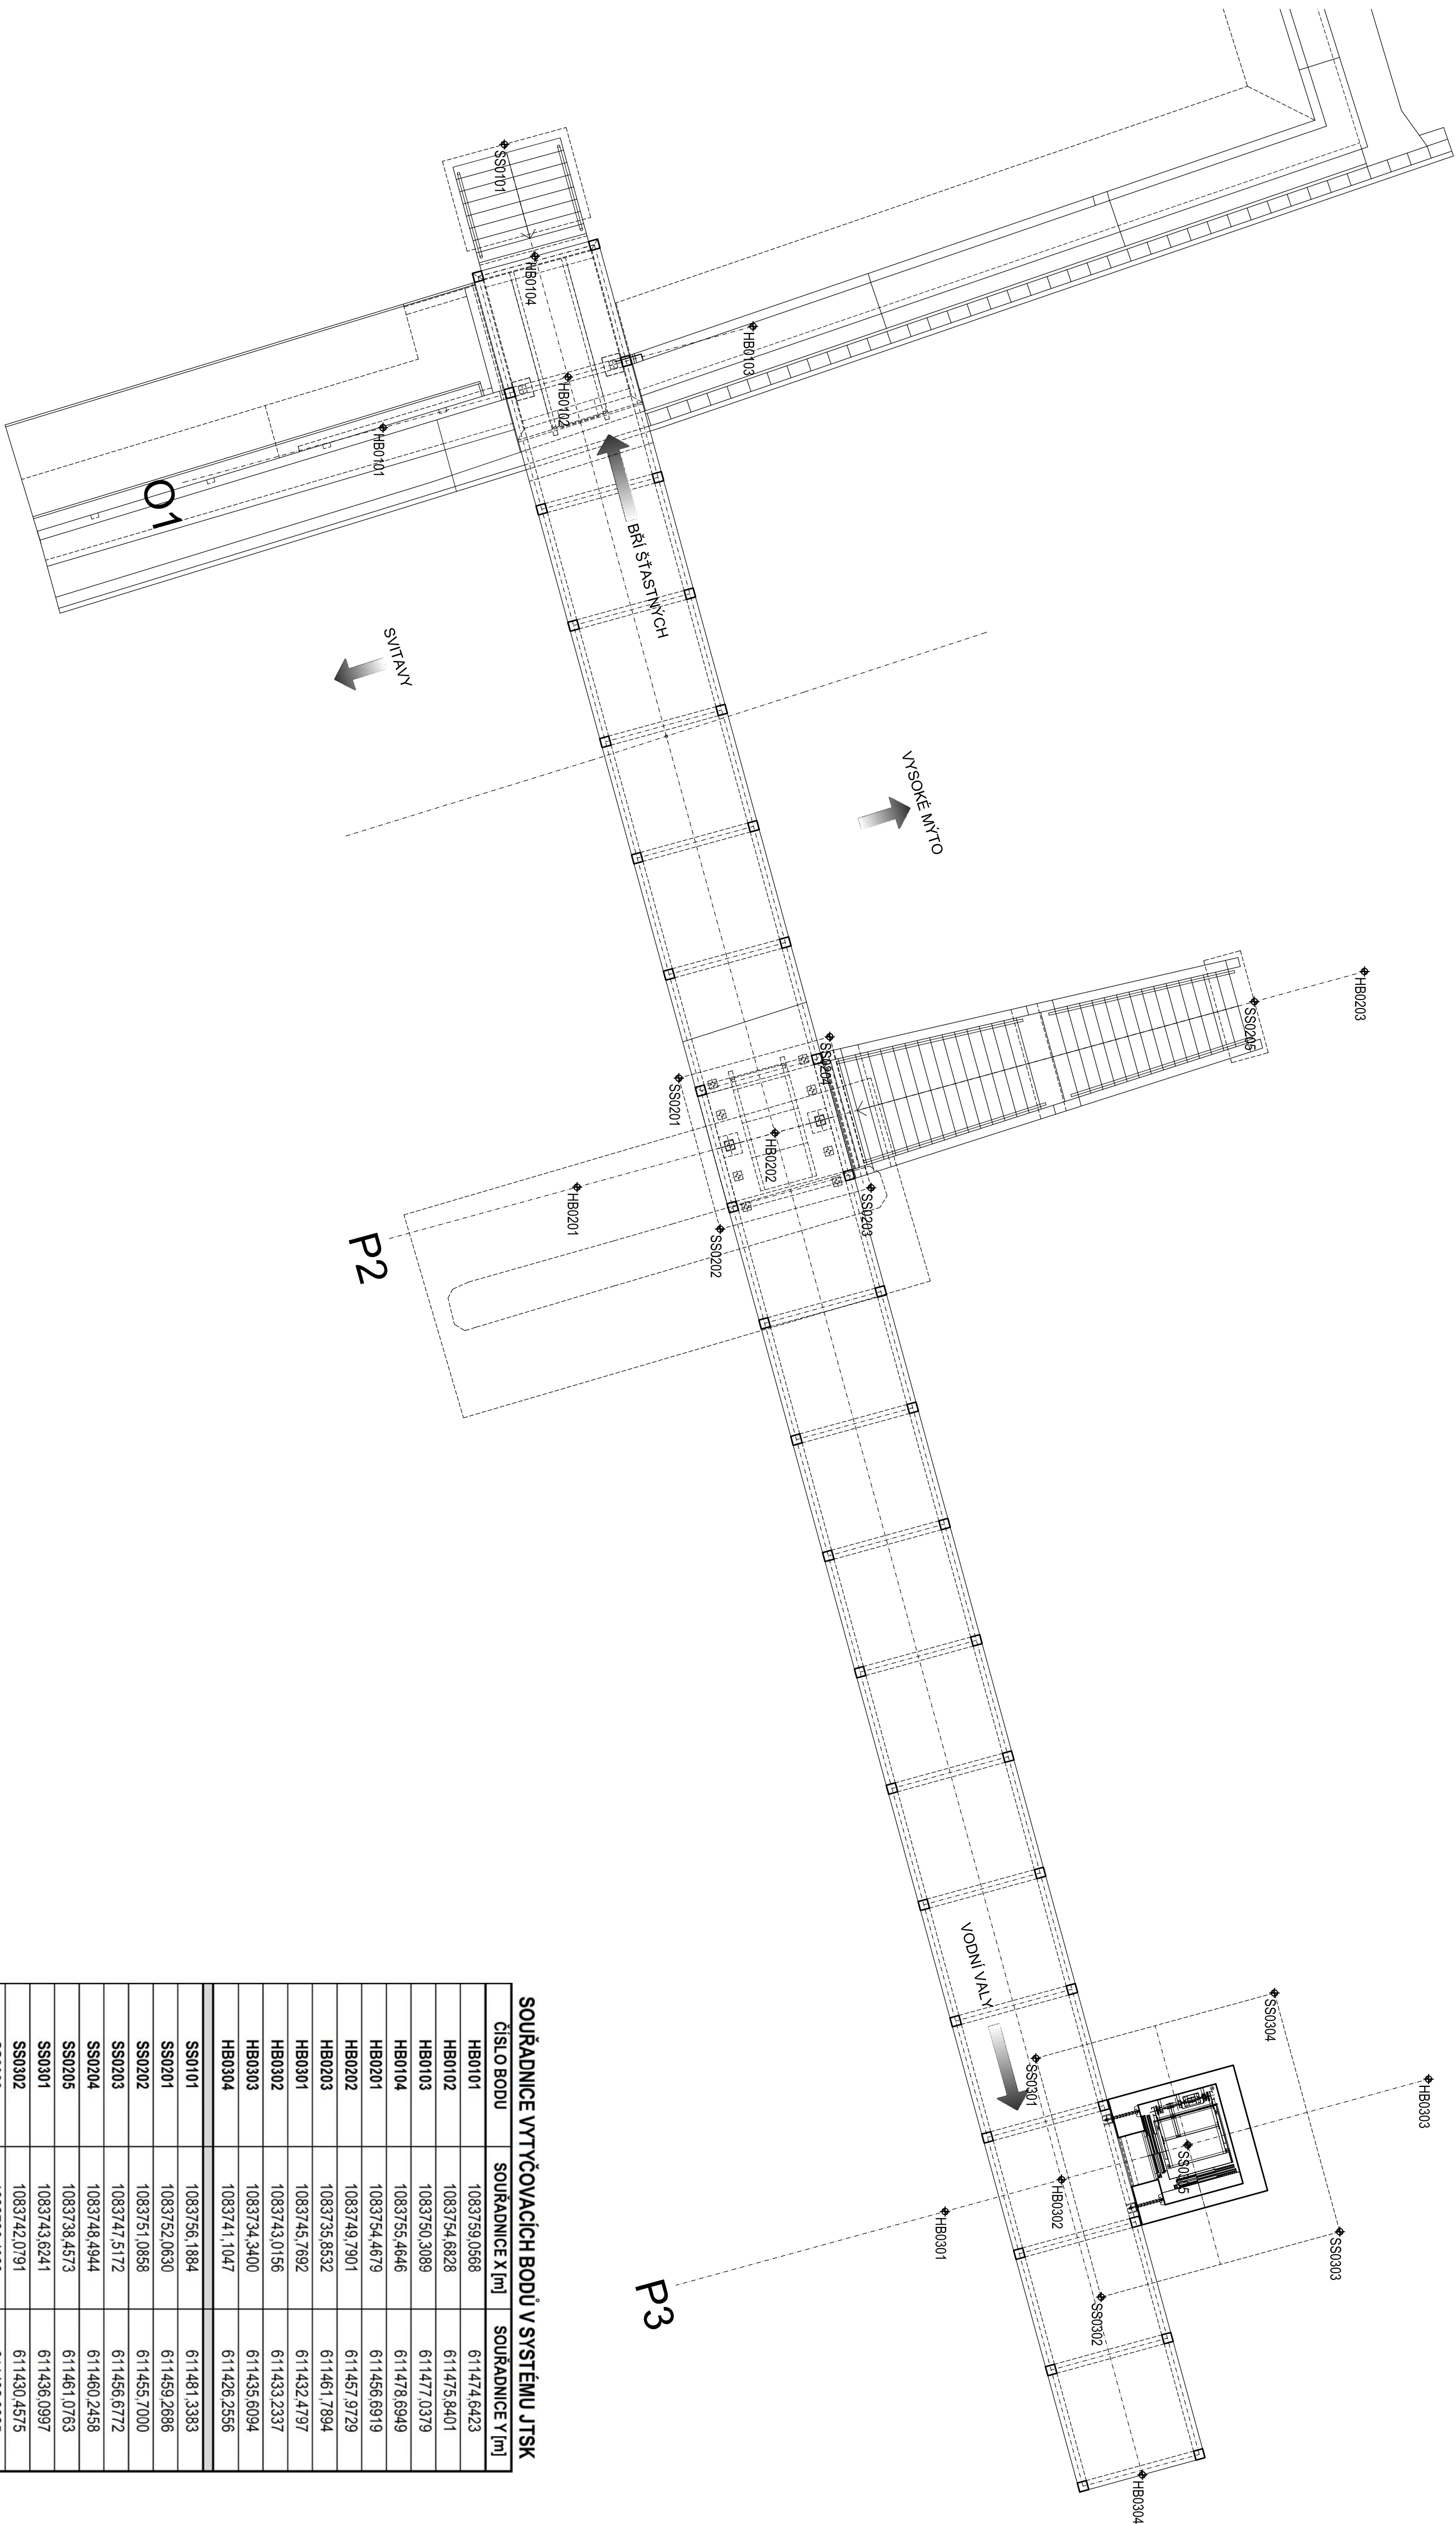 SS0101
HB0104
HB0103
HB0102
HB0101
O1
BŘÍ ŠŤASTNÝCH
SVITAVY
VYSOKÉ MÝTO
HB0203
SS0205
SS0204
SS0201
HB0202
HB0201
SS0203
SS0202
P2
VODNÍ VALY
SS0304
SS0301
HB0303
HB0302
HB0301
SS0303
SS0302
P3
HB0304
SOUŘADNICE VYTYČOVACÍCH BODŮ V SYSTÉMU JTSK
ČÍSLO BODU SOUŘADNICE X [m] SOUŘADNICE Y [m]
HB0101 1083759,0568 611474,6423
HB0102 1083754,6828 611475,8401
HB0103 1083750,3089 611477,0379
HB0104 1083755,4646 611478,6949
HB0201 1083754,4679 611456,6919
HB0202 1083749,7901 611457,9729
HB0203 1083735,8532 611461,7894
HB0301 1083745,7692 611432,4797
HB0302 1083743,0156 611433,2337
HB0303 1083734,3400 611435,6094
HB0304 1083741,1047 611426,2556
SS0101 1083756,1884 611481,3383
SS0201 1083752,0630 611459,2686
SS0202 1083751,0858 611455,7000
SS0203 1083747,5172 611456,6772
SS0204 1083748,4944 611460,2458
SS0205 1083738,4573 611461,0763
SS0301 1083743,6241 611436,0997
SS0302 1083742,0791 611430,4575